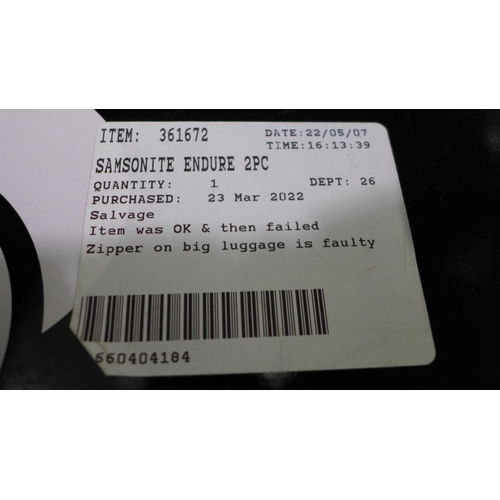 ITEM: 361672 DATE:22/05/07
TIME:16:13:39
SAMSONITE ENDURE 2PC
QUANTITY: 1 DEPT: 26
PURCHASED: 23 Mar 2022
Salvage
Item was OK & then failed
Zipper on big luggage is faulty
660404184